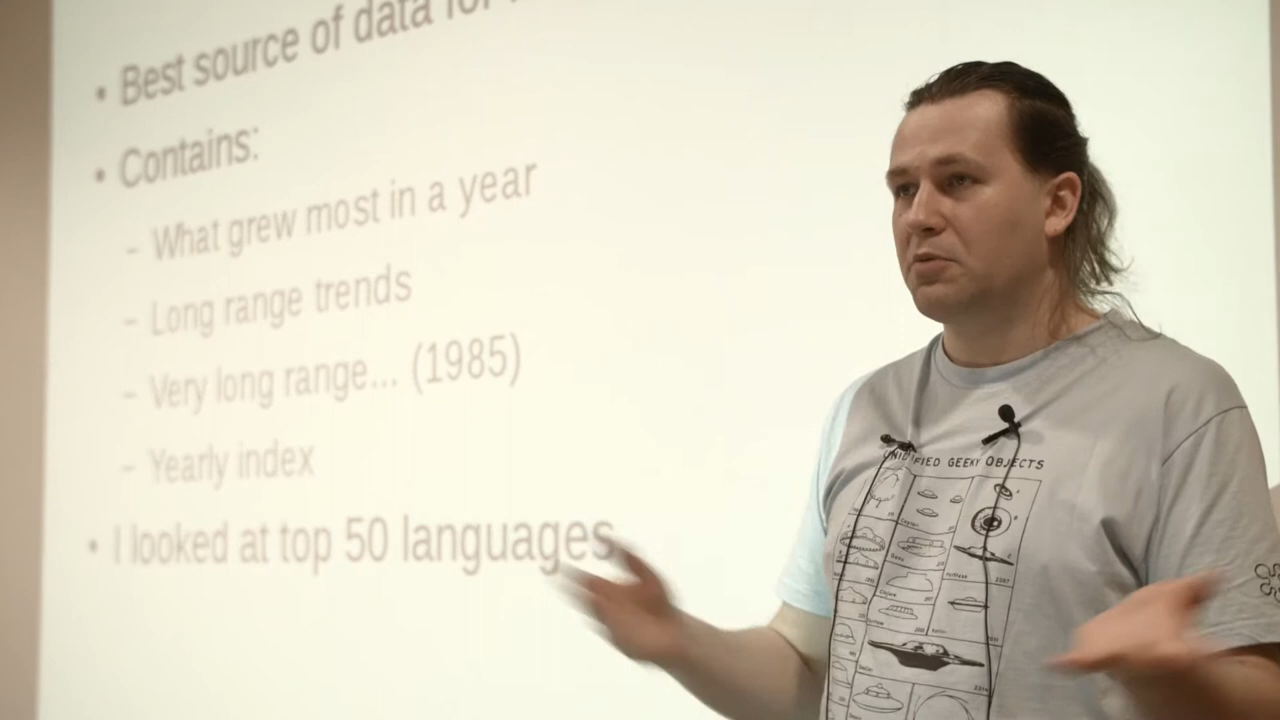 • Best source of data for
• Contains:
– What grew most in a year
– Long range trends
– Very long range... (1985)
– Yearly index
• I looked at top 50 languages
FIED GEEKY OBJECTS